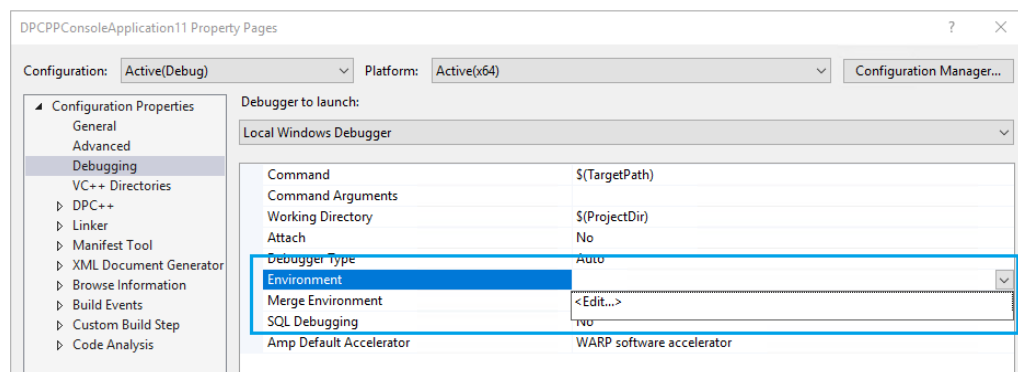 DPCPPConsoleApplication11 Property Pages ? ✕
Configuration: Active(Debug) Platform: Active(x64) Configuration Manager...
Configuration Properties
General
Advanced
Debugging
VC++ Directories
DPC++
Linker
Manifest Tool
XML Document Generator
Browse Information
Build Events
Custom Build Step
Code Analysis
Debugger to launch:
Local Windows Debugger
Command $(TargetPath)
Command Arguments
Working Directory $(ProjectDir)
Attach No
Debugger Type Auto
Environment
Merge Environment <Edit...>
SQL Debugging No
Amp Default Accelerator WARP software accelerator